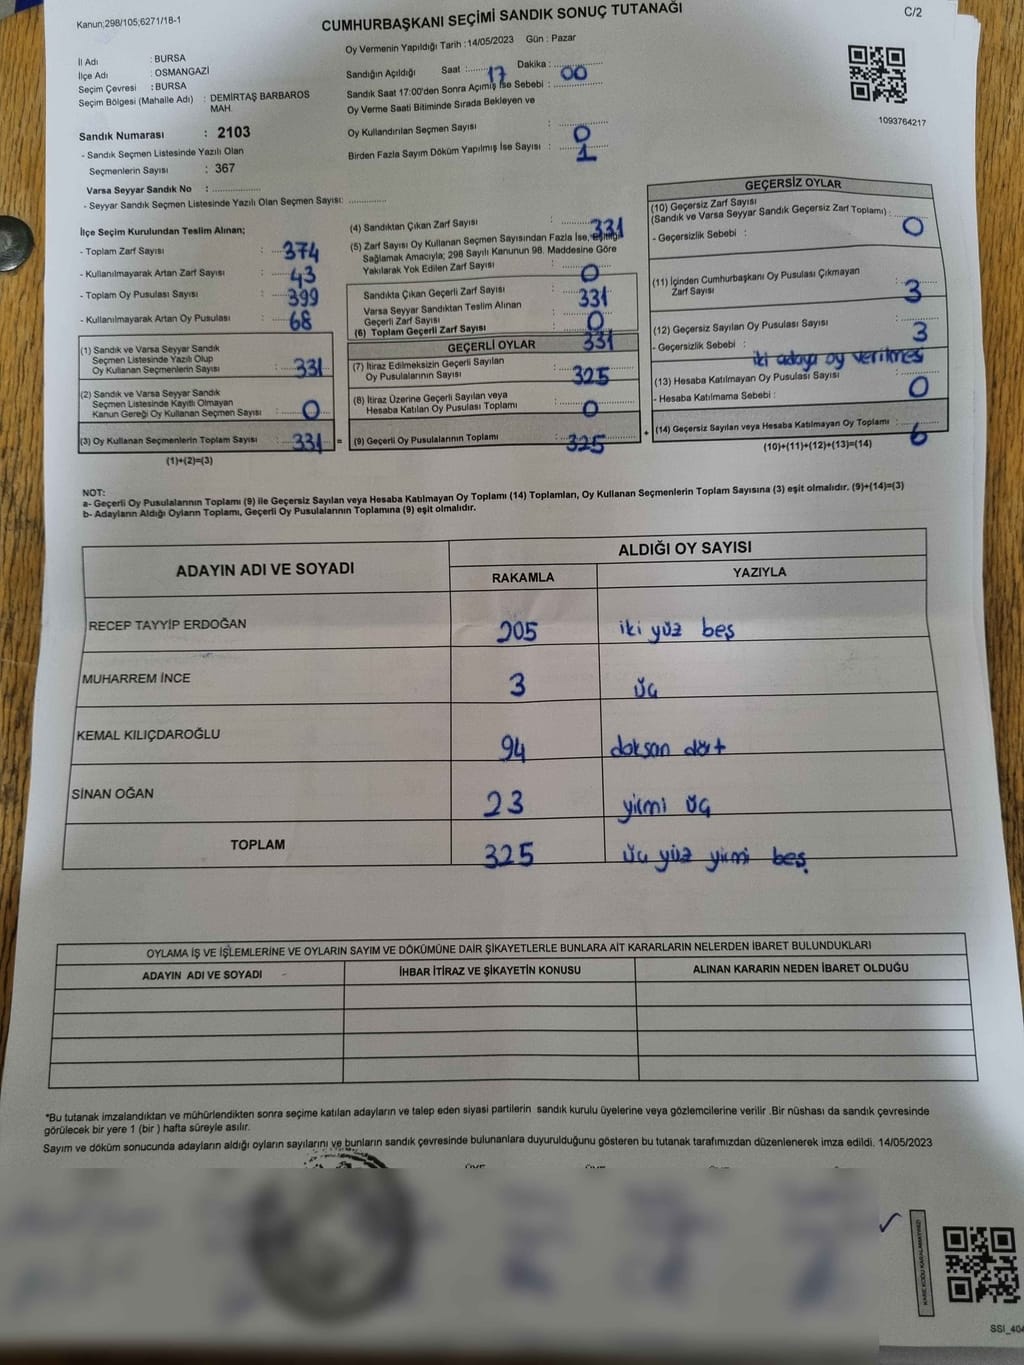 Kanun;298/105;6271/18-1
CUMHURBAŞKANI SEÇİMİ SANDIK SONUÇ TUTANAĞI
C/2
Oy Vermenin Yapıldığı Tarih :14/05/2023 Gün : Pazar
İl Adı : BURSA
İlçe Adı : OSMANGAZİ
Seçim Çevresi : BURSA
Seçim Bölgesi (Mahalle Adı) : DEMİRTAŞ BARBAROS
MAH.
Sandık Numarası : 2103
- Sandık Seçmen Listesinde Yazılı Olan
Seçmenlerin Sayısı : 367
Varsa Seyyar Sandık No : ..................
- Seyyar Sandık Seçmen Listesinde Yazılı Olan Seçmen Sayısı: .............
Sandığın Açıldığı Saat :...... 17 Dakika : ...... 00
Sandık Saat 17:00'den Sonra Açımış İse Sebebi : ..............
Oy Verme Saati Bitiminde Sırada Bekleyen ve
Oy Kullandırılan Seçmen Sayısı : 0
Birden Fazla Sayım Döküm Yapılmış İse Sayısı : 1
1093764217
İlçe Seçim Kurulundan Teslim Alınan;
- Toplam Zarf Sayısı : 374
- Kullanılmayarak Artan Zarf Sayısı : 43
- Toplam Oy Pusulası Sayısı : 399
- Kullanılmayarak Artan Oy Pusulası : 68
(1) Sandık ve Varsa Seyyar Sandık
Seçmen Listesinde Yazılı Olup
Oy Kullanan Seçmenlerin Sayısı : 331
(2) Sandık ve Varsa Seyyar Sandık
Seçmen Listesinde Kayıtlı Olmayan
Kanun Gereği Oy Kullanan Seçmen Sayısı : 0
(3) Oy Kullanan Seçmenlerin Toplam Sayısı : 331 =
(1)+(2)=(3)
(4) Sandıktan Çıkan Zarf Sayısı : 331
(5) Zarf Sayısı Oy Kullanan Seçmen Sayısından Fazla İse, Eşitliği
Sağlamak Amacıyla; 298 Sayılı Kanunun 98. Maddesine Göre
Yakılarak Yok Edilen Zarf Sayısı : 0
Sandıkta Çıkan Geçerli Zarf Sayısı : 331
Varsa Seyyar Sandıktan Teslim Alınan
Geçerli Zarf Sayısı : 0
(6) Toplam Geçerli Zarf Sayısı : 331
GEÇERLİ OYLAR
(7) İtiraz Edilmeksizin Geçerli Sayılan
Oy Pusulalarının Sayısı : 325
(8) İtiraz Üzerine Geçerli Sayılan veya
Hesaba Katılan Oy Pusulası Toplamı : 0
(9) Geçerli Oy Pusulalarının Toplamı : 325 +
GEÇERSİZ OYLAR
(10) Geçersiz Zarf Sayısı
(Sandık ve Varsa Seyyar Sandık Geçersiz Zarf Toplamı) : 0
- Geçersizlik Sebebi :
(11) İçinden Cumhurbaşkanı Oy Pusulası Çıkmayan
Zarf Sayısı : 3
(12) Geçersiz Sayılan Oy Pusulası Sayısı : 3
- Geçersizlik Sebebi : iki adaya oy verilmesi
(13) Hesaba Katılmayan Oy Pusulası Sayısı : 0
- Hesaba Katılmama Sebebi :
(14) Geçersiz Sayılan veya Hesaba Katılmayan Oy Toplamı : 6
(10)+(11)+(12)+(13)=(14)
NOT:
a- Geçerli Oy Pusulalarının Toplamı (9) ile Geçersiz Sayılan veya Hesaba Katılmayan Oy Toplamı (14) Toplamları, Oy Kullanan Seçmenlerin Toplam Sayısına (3) eşit olmalıdır. (9)+(14)=(3)
b- Adayların Aldığı Oyların Toplamı, Geçerli Oy Pusulalarının Toplamına (9) eşit olmalıdır.
ADAYIN ADI VE SOYADI
ALDIĞI OY SAYISI
RAKAMLA YAZIYLA
RECEP TAYYİP ERDOĞAN 205 iki yüz beş
MUHARREM İNCE 3 üç
KEMAL KILIÇDAROĞLU 94 doksan dört
SİNAN OĞAN 23 yirmi üç
TOPLAM 325 üç yüz yirmi beş
OYLAMA İŞ VE İŞLEMLERİNE VE OYLARIN SAYIM VE DÖKÜMÜNE DAİR ŞİKAYETLERLE BUNLARA AİT KARARLARIN NELERDEN İBARET BULUNDUKLARI
ADAYIN ADI VE SOYADI İHBAR İTİRAZ VE ŞİKAYETİN KONUSU ALINAN KARARIN NEDEN İBARET OLDUĞU
*Bu tutanak imzalandıktan ve mühürlendikten sonra seçime katılan adayların ve talep eden siyasi partilerin sandık kurulu üyelerine veya gözlemcilerine verilir .Bir nüshası da sandık çevresinde
görülecek bir yere 1 (bir ) hafta süreyle asılır.
Sayım ve döküm sonucunda adayların aldığı oyların sayılarını ve bunların sandık çevresinde bulunanlara duyurulduğunu gösteren bu tutanak tarafımızdan düzenlenerek imza edildi. 14/05/2023
KAREKODU KARALAMAYINIZ!
SSI_404